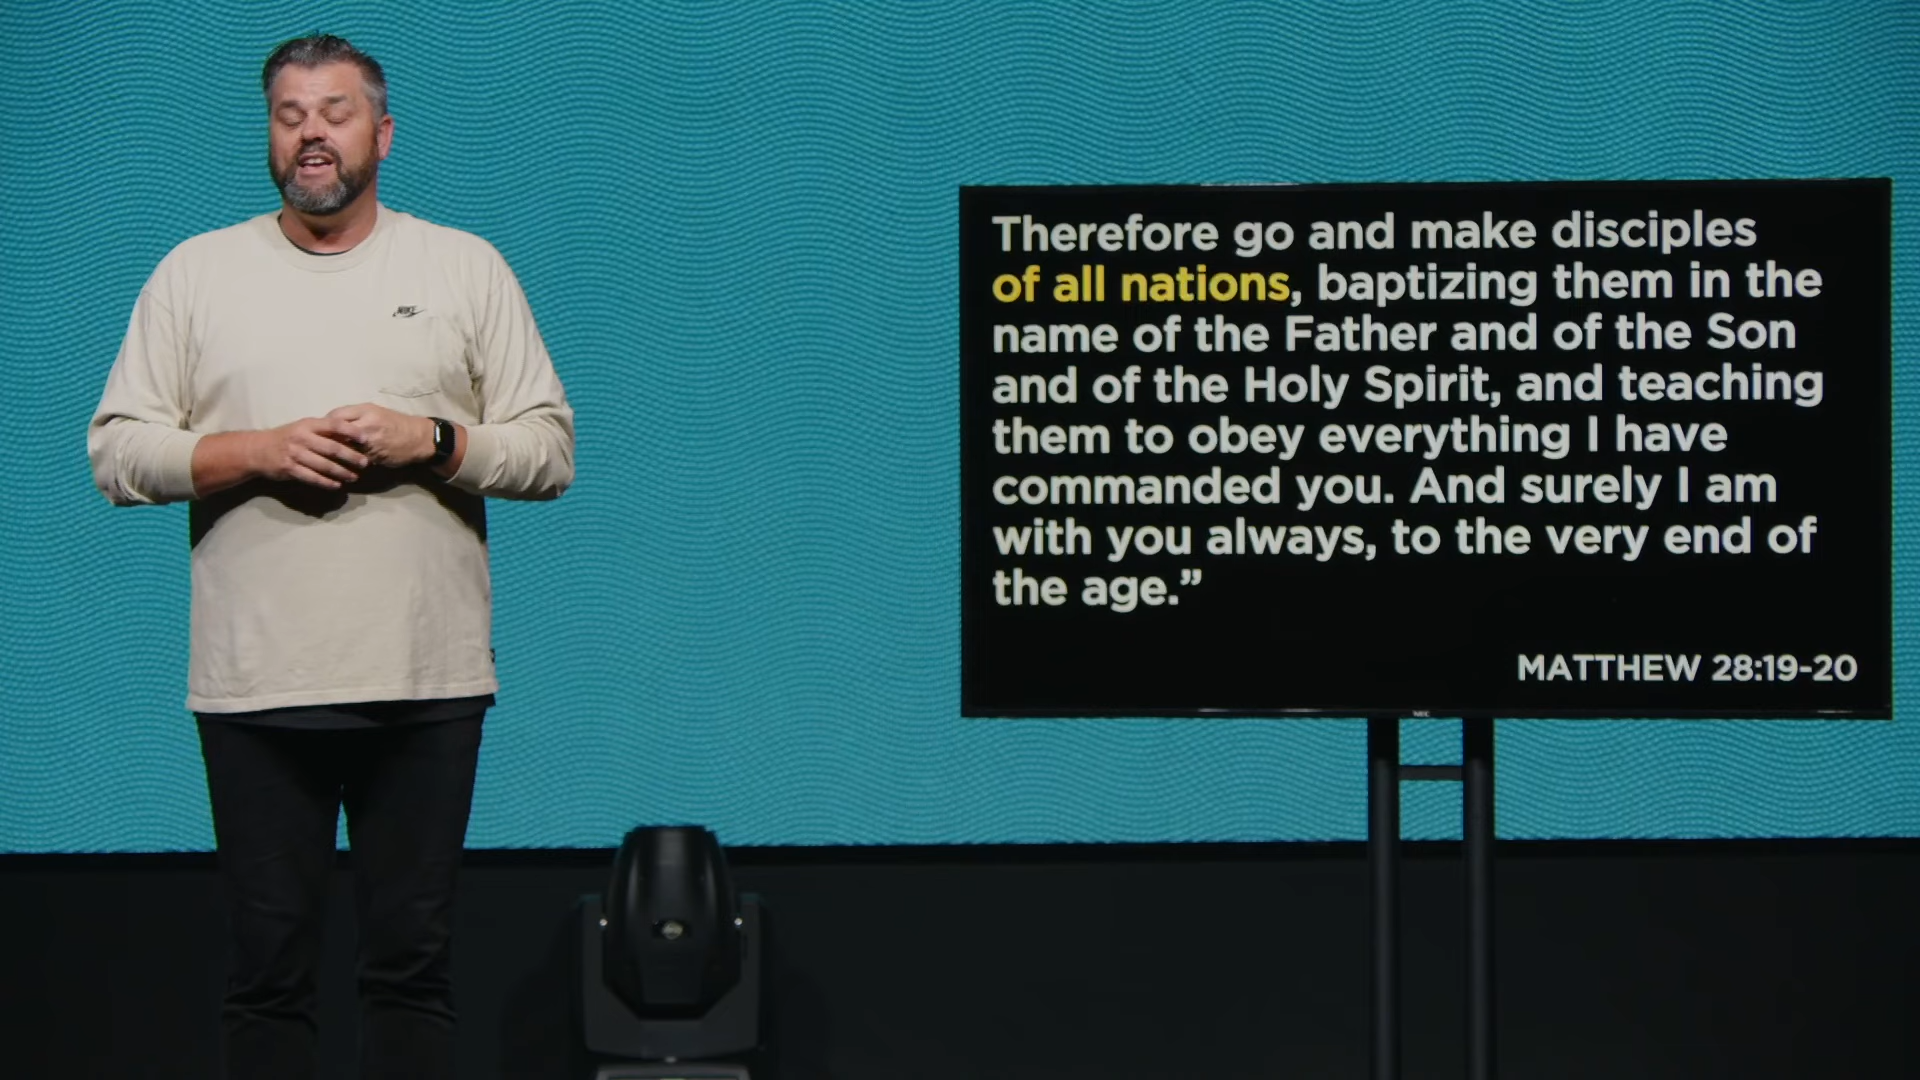 NIKE
Therefore go and make disciples
of all nations, baptizing them in the
name of the Father and of the Son
and of the Holy Spirit, and teaching
them to obey everything I have
commanded you. And surely I am
with you always, to the very end of
the age.”
MATTHEW 28:19-20
NEC